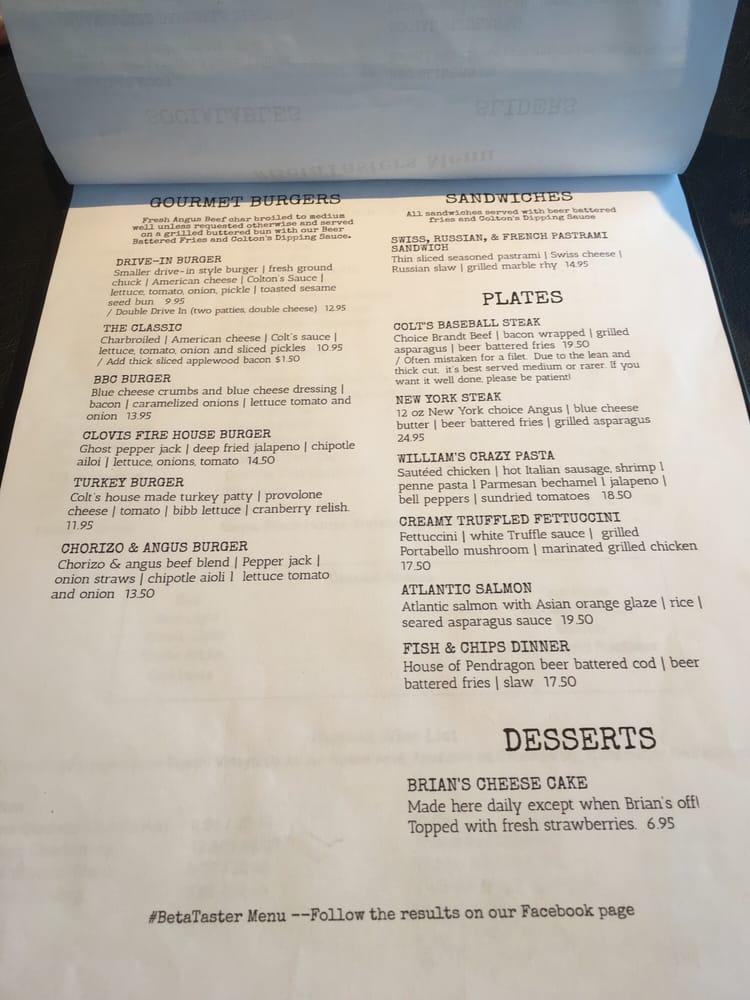 GOURMET BURGERS
Fresh Angus Beef char broiled to medium
well unless requested otherwise and served
on a grilled buttered bun with our Beer
Battered Fries and Colton's Dipping Sauce.
DRIVE-IN BURGER
Smaller drive-in style burger | fresh ground
chuck | American cheese | Colton's Sauce |
lettuce, tomato, onion, pickle | toasted sesame
seed bun 9.95
/ Double Drive In (two patties, double cheese) 12.95
THE CLASSIC
Charbroiled | American cheese | Colt's sauce |
lettuce, tomato, onion and sliced pickles 10.95
/ Add thick sliced applewood bacon $1.50
BBC BURGER
Blue cheese crumbs and blue cheese dressing |
bacon | caramelized onions | lettuce tomato and
onion 13.95
CLOVIS FIRE HOUSE BURGER
Ghost pepper jack | deep fried jalapeno | chipotle
ailoi | lettuce, onions, tomato 14.50
TURKEY BURGER
Colt's house made turkey patty | provolone
cheese | tomato | bibb lettuce | cranberry relish.
11.95
CHORIZO & ANGUS BURGER
Chorizo & angus beef blend | Pepper jack |
onion straws | chipotle aioli l lettuce tomato
and onion 13.50
SANDWICHES
All sandwiches served with beer battered
fries and Colton's Dipping Sauce
SWISS, RUSSIAN, & FRENCH PASTRAMI
SANDWICH
Thin sliced seasoned pastrami | Swiss cheese |
Russian slaw | grilled marble rhy 14.95
PLATES
COLT'S BASEBALL STEAK
Choice Brandt Beef | bacon wrapped | grilled
asparagus | beer battered fries 19.50
/ Often mistaken for a filet. Due to the lean and
thick cut, it's best served medium or rarer. If you
want it well done, please be patient!
NEW YORK STEAK
12 oz New York choice Angus | blue cheese
butter | beer battered fries | grilled asparagus
24.95
WILLIAM'S CRAZY PASTA
Sautéed chicken | hot Italian sausage, shrimp l
penne pasta l Parmesan bechamel l jalapeno |
bell peppers | sundried tomatoes 18.50
CREAMY TRUFFLED FETTUCCINI
Fettuccini | white Truffle sauce | grilled
Portabello mushroom | marinated grilled chicken
17.50
ATLANTIC SALMON
Atlantic salmon with Asian orange glaze | rice |
seared asparagus sauce 19.50
FISH & CHIPS DINNER
House of Pendragon beer battered cod | beer
battered fries | slaw 17.50
DESSERTS
BRIAN'S CHEESE CAKE
Made here daily except when Brian's off!
Topped with fresh strawberries. 6.95
#BetaTaster Menu --Follow the results on our Facebook page